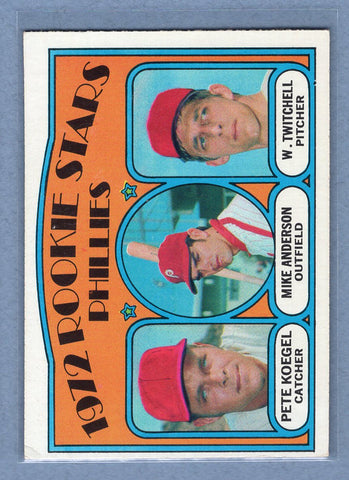 1972 ROOKIE STARS
PHILLIES
PETE KOEGEL
CATCHER
MIKE ANDERSON
OUTFIELD
W. TWITCHELL
PITCHER